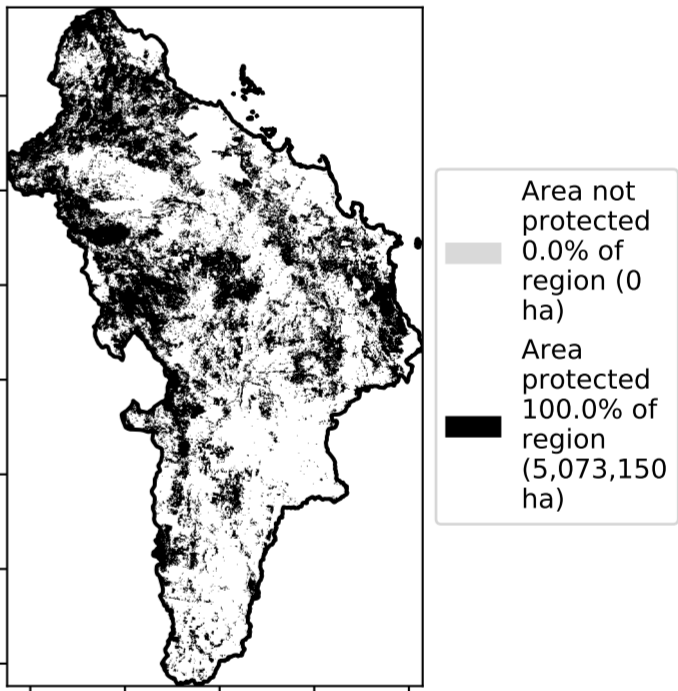 Area not
protected
0.0% of
region (0
ha)
Area
protected
100.0% of
region
(5,073,150
ha)